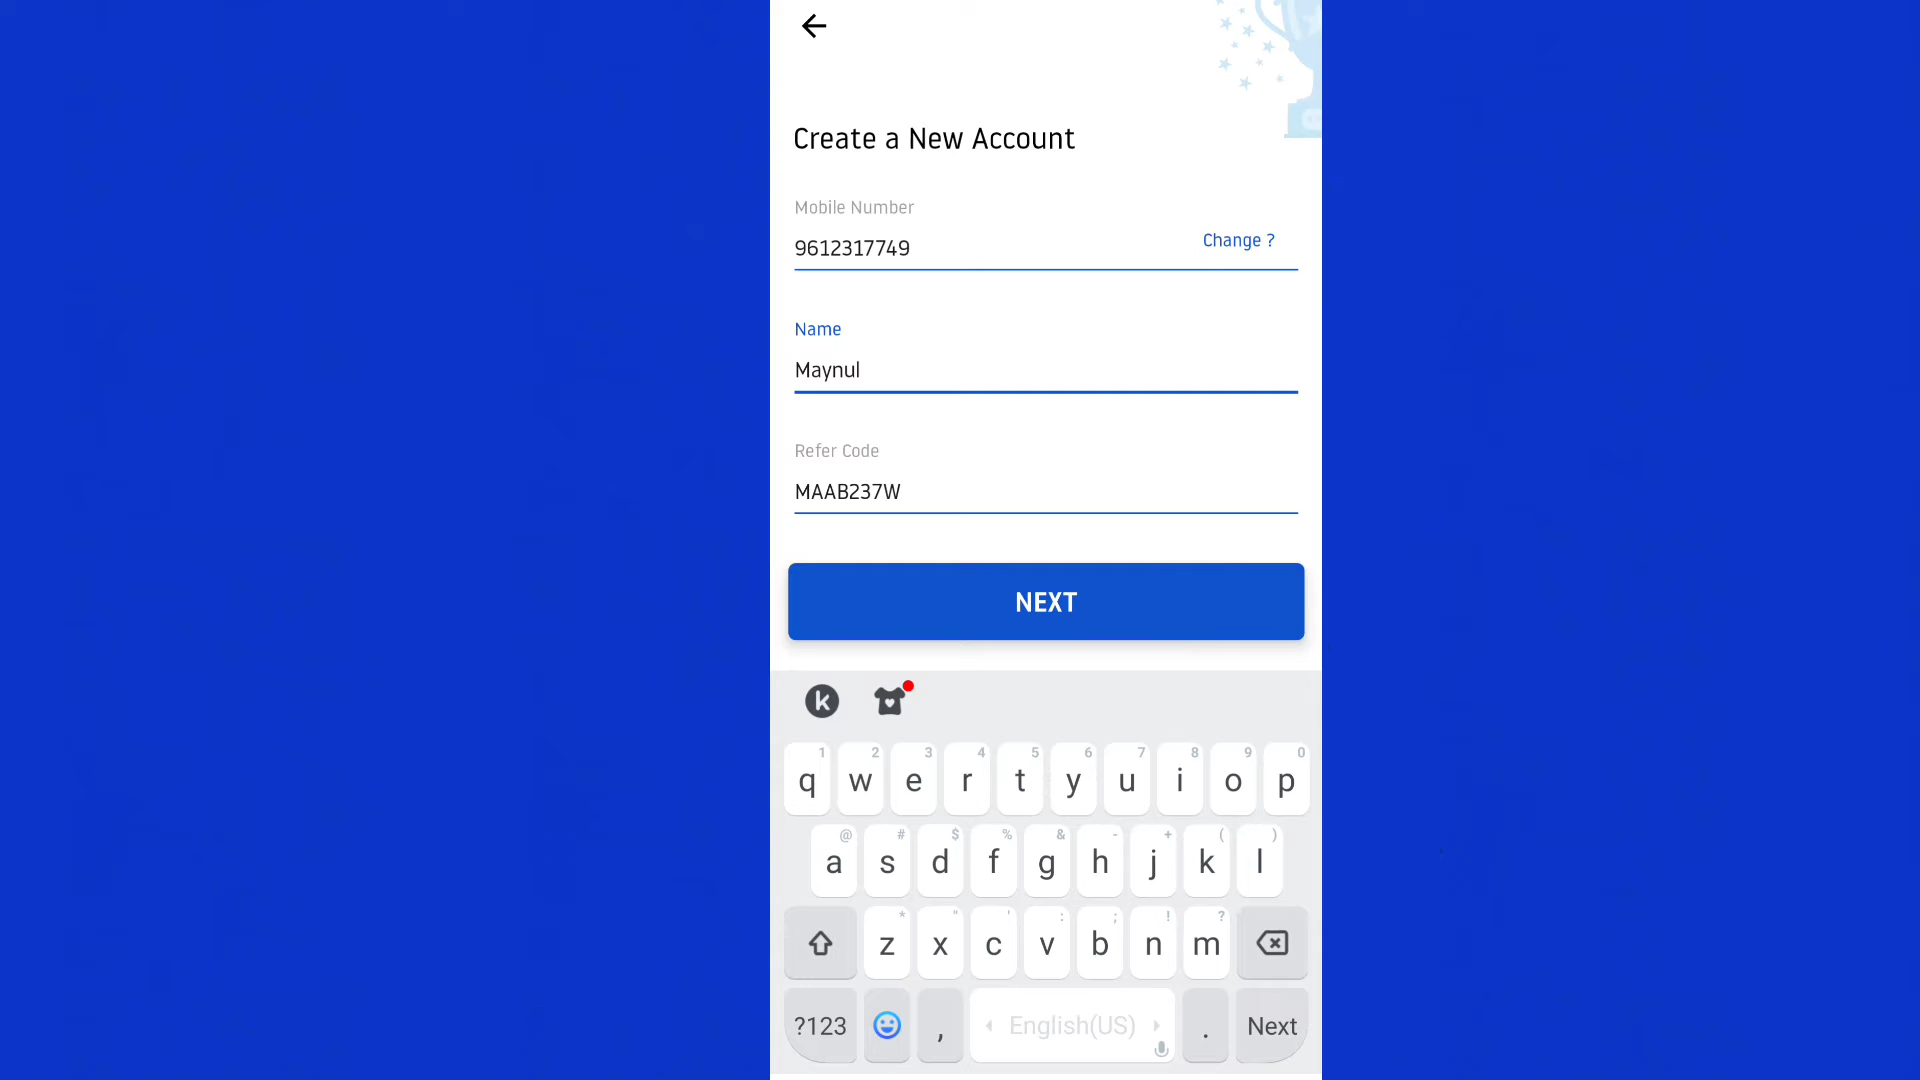 Create a New Account
Mobile Number
9612317749
Change ?
Name
Maynul
Refer Code
MAAB237W
NEXT
k
1 2 3 4 5 6 7 8 9 0
q w e r t y u i o p
@ # $ % & - + ( )
a s d f g h j k l
* " ' : ; ! ?
z x c v b n m
?123 , English(US) . Next